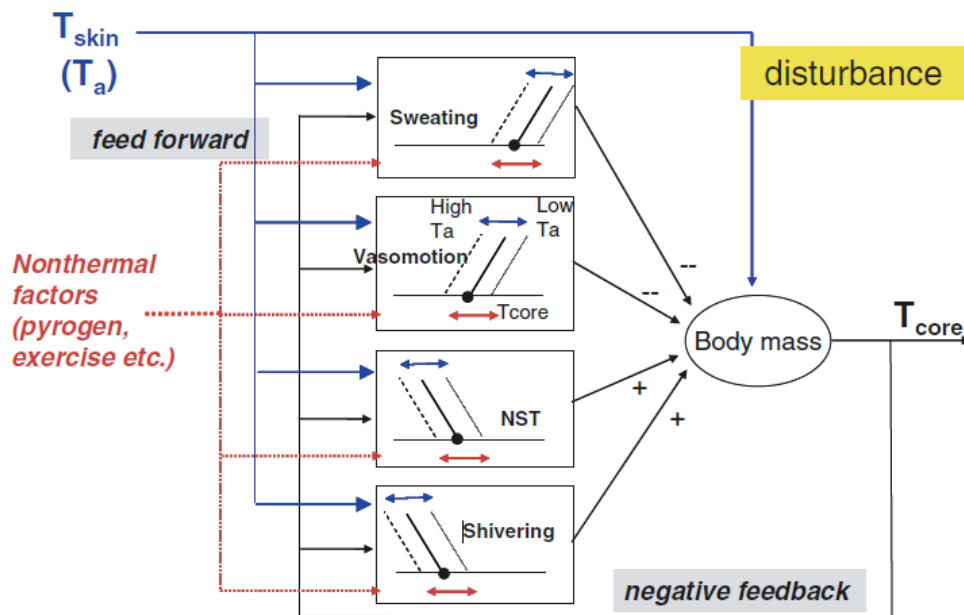 Tskin
(Ta)
disturbance
feed forward
Sweating
High
Ta
Low
Ta
Vasomotion
Tcore
Nonthermal
factors
(pyrogen,
exercise etc.)
--
--
Body mass
Tcore
NST
+
+
Shivering
negative feedback